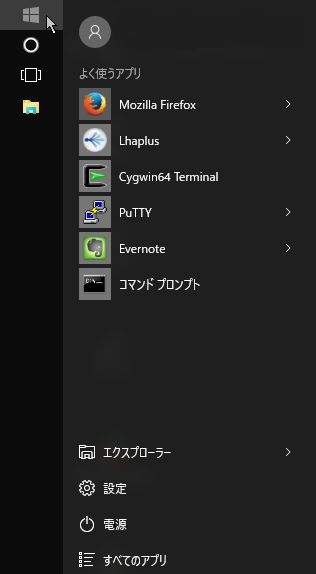 よく使うアプリ
Mozilla Firefox
Lhaplus
Cygwin64 Terminal
PuTTY
Evernote
コマンド プロンプト
エクスプローラー
設定
電源
すべてのアプリ